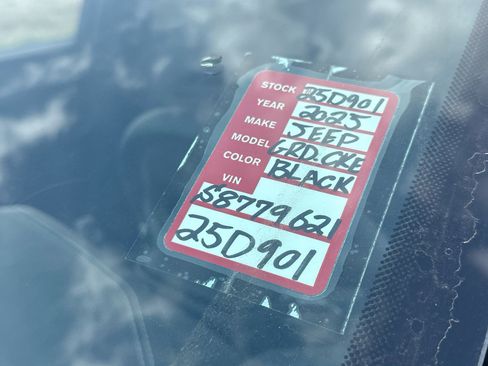 STOCK 25D901
YEAR 2025
MAKE JEEP
MODEL GRD.CKE
COLOR BLACK
VIN
S8779621
25D901